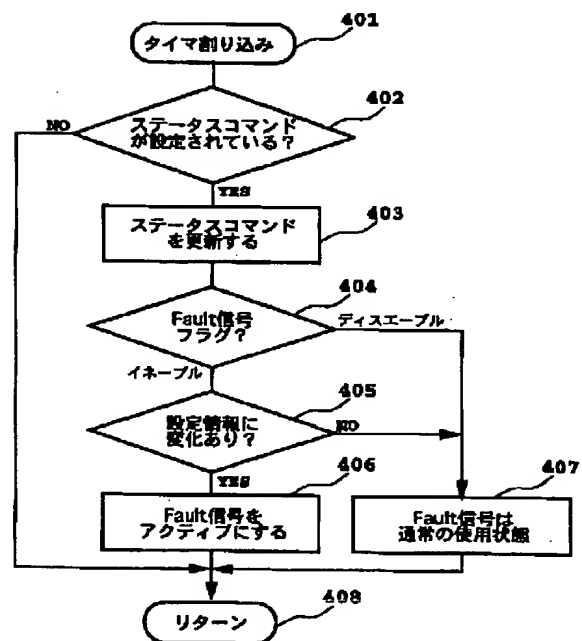 401
タイマ割り込み
402
NO
ステータスコマンド
が設定されている？
YES
403
ステータスコマンド
を更新する
404
Fault信号
フラグ？
ディスエーブル
イネーブル
405
設定情報に
変化あり？
NO
YES
406
Fault信号を
アクティブにする
407
Fault信号は
通常の使用状態
408
リターン